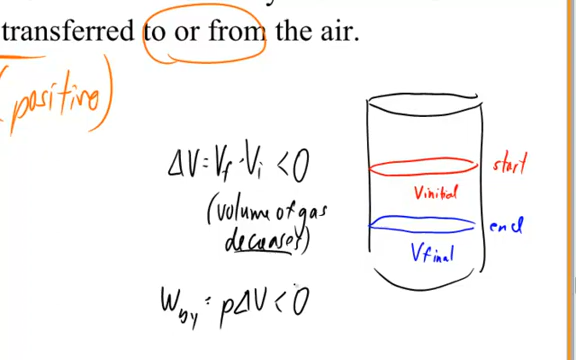 transferred to or from the air.
(positive)
ΔV = Vf - Vi < 0
(volume of gas
decreases)
Wby = pΔV < 0
start
Vinitial
end
Vfinal